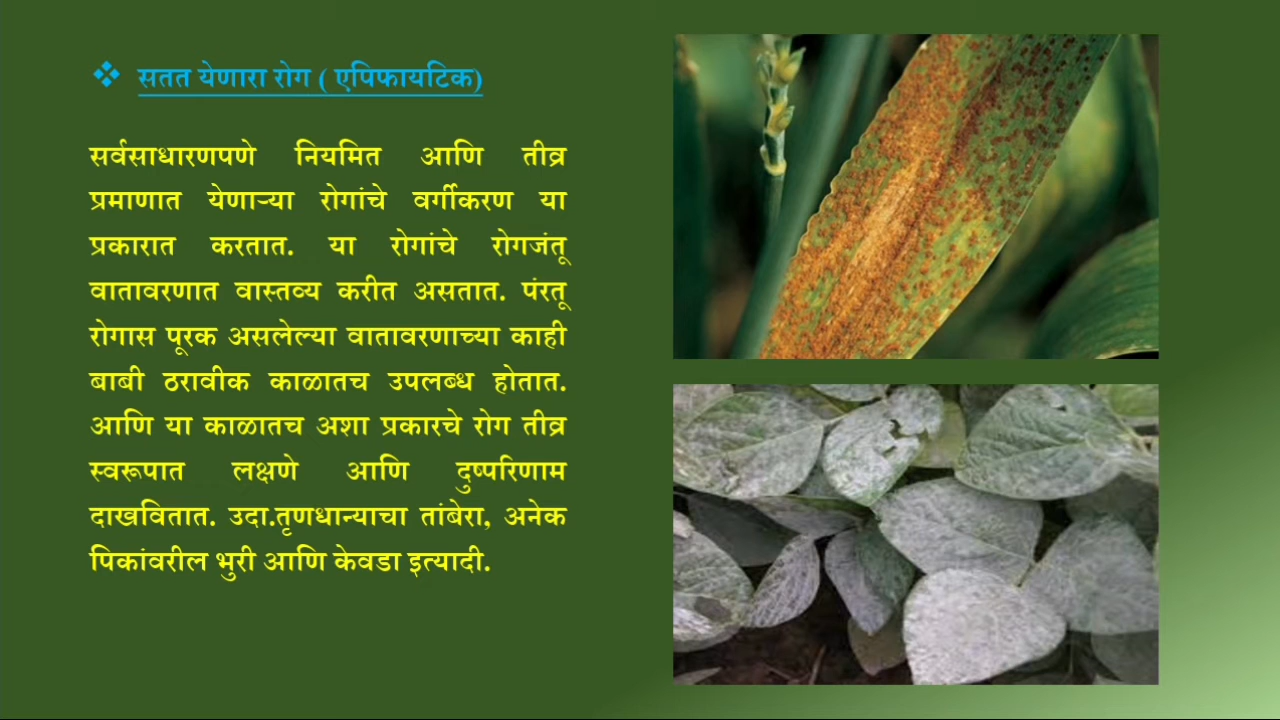 ❖ सतत येणारा रोग ( एपिफायटिक)
सर्वसाधारणपणे नियमित आणि तीव्र
प्रमाणात येणाऱ्या रोगांचे वर्गीकरण या
प्रकारात करतात. या रोगांचे रोगजंतू
वातावरणात वास्तव्य करीत असतात. पंरतू
रोगास पूरक असलेल्या वातावरणाच्या काही
बाबी ठरावीक काळातच उपलब्ध होतात.
आणि या काळातच अशा प्रकारचे रोग तीव्र
स्वरूपात लक्षणे आणि दुष्परिणाम
दाखवितात. उदा.तृणधान्याचा तांबेरा, अनेक
पिकांवरील भुरी आणि केवडा इत्यादी.